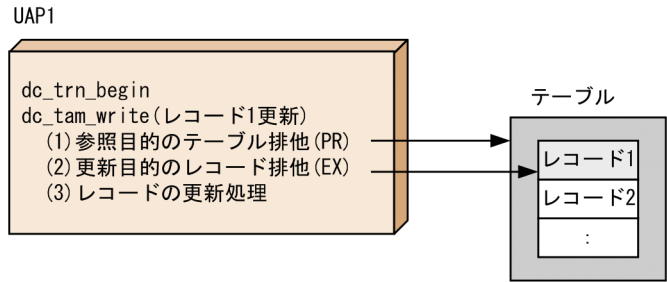 UAP1
dc_trn_begin
dc_tam_write(レコード1更新)
(1)参照目的のテーブル排他(PR)
(2)更新目的のレコード排他(EX)
(3)レコードの更新処理
テーブル
レコード1
レコード2
: